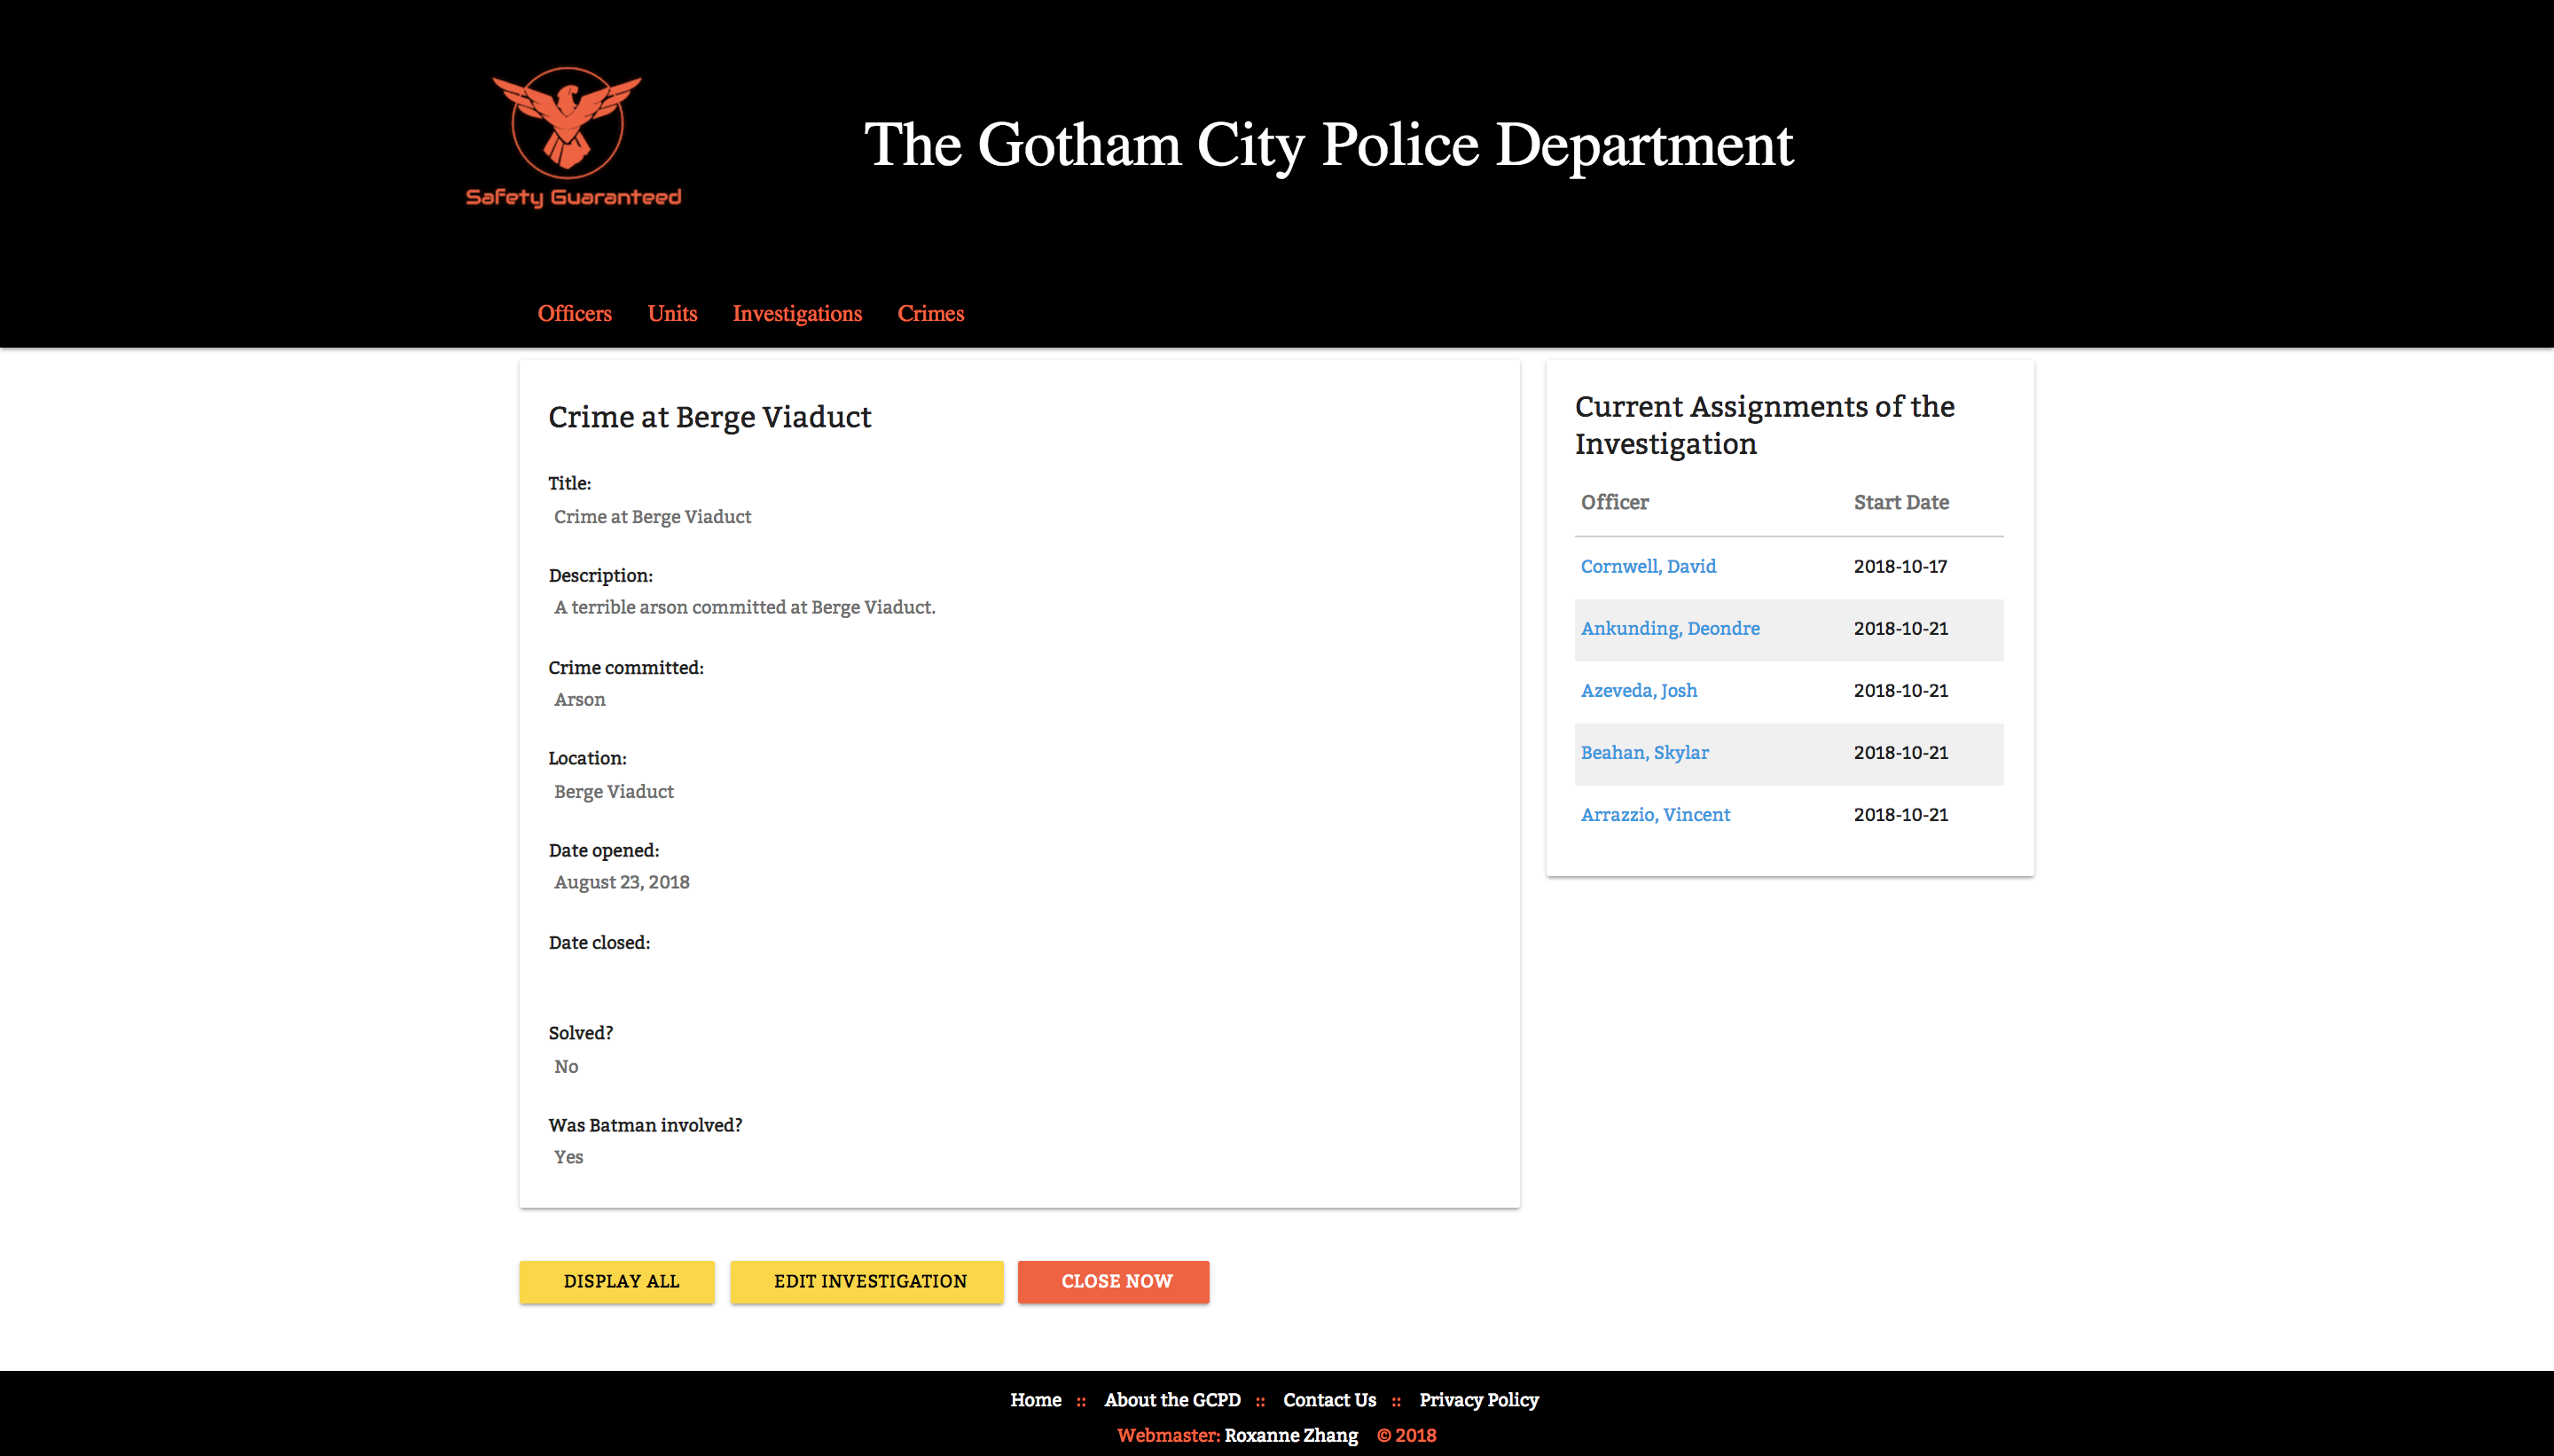 Safety Guaranteed
The Gotham City Police Department
Officers Units Investigations Crimes
Crime at Berge Viaduct
Title:
Crime at Berge Viaduct
Description:
A terrible arson committed at Berge Viaduct.
Crime committed:
Arson
Location:
Berge Viaduct
Date opened:
August 23, 2018
Date closed:
Solved?
No
Was Batman involved?
Yes
Current Assignments of the
Investigation
Officer Start Date
Cornwell, David 2018-10-17
Ankunding, Deondre 2018-10-21
Azeveda, Josh 2018-10-21
Beahan, Skylar 2018-10-21
Arrazzio, Vincent 2018-10-21
DISPLAY ALL EDIT INVESTIGATION CLOSE NOW
Home :: About the GCPD :: Contact Us :: Privacy Policy
Webmaster: Roxanne Zhang © 2018